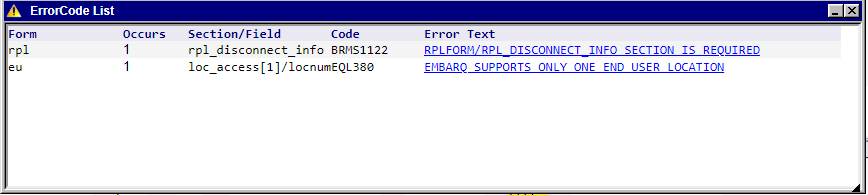 ErrorCode List
Form Occurs Section/Field Code Error Text
rpl 1 rpl_disconnect_info BRMS1122 RPLFORM/RPL_DISCONNECT_INFO SECTION IS REQUIRED
eu 1 loc_access[1]/locnum EQL380 EMBARQ SUPPORTS ONLY ONE END USER LOCATION